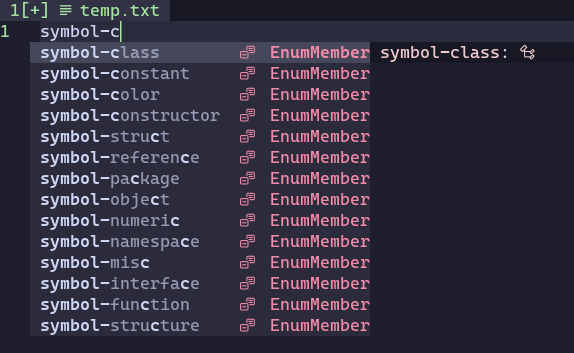 1[+] temp.txt
1 symbol-c
symbol-class EnumMember symbol-class:
symbol-constant EnumMember
symbol-color EnumMember
symbol-constructor EnumMember
symbol-struct EnumMember
symbol-reference EnumMember
symbol-package EnumMember
symbol-object EnumMember
symbol-numeric EnumMember
symbol-namespace EnumMember
symbol-misc EnumMember
symbol-interface EnumMember
symbol-function EnumMember
symbol-structure EnumMember